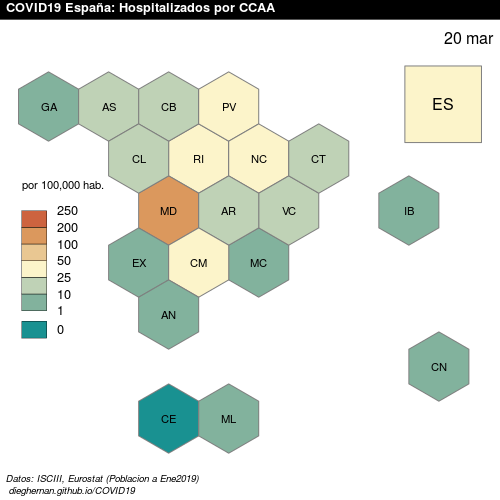 COVID19 España: Hospitalizados por CCAA
20 mar
ES
GA
AS
CB
PV
CL
RI
NC
CT
por 100,000 hab.
250
200
100
50
25
10
1
0
MD
AR
VC
IB
EX
CM
MC
AN
CN
CE
ML
Datos: ISCIII, Eurostat (Poblacion a Ene2019)
dieghernan.github.io/COVID19